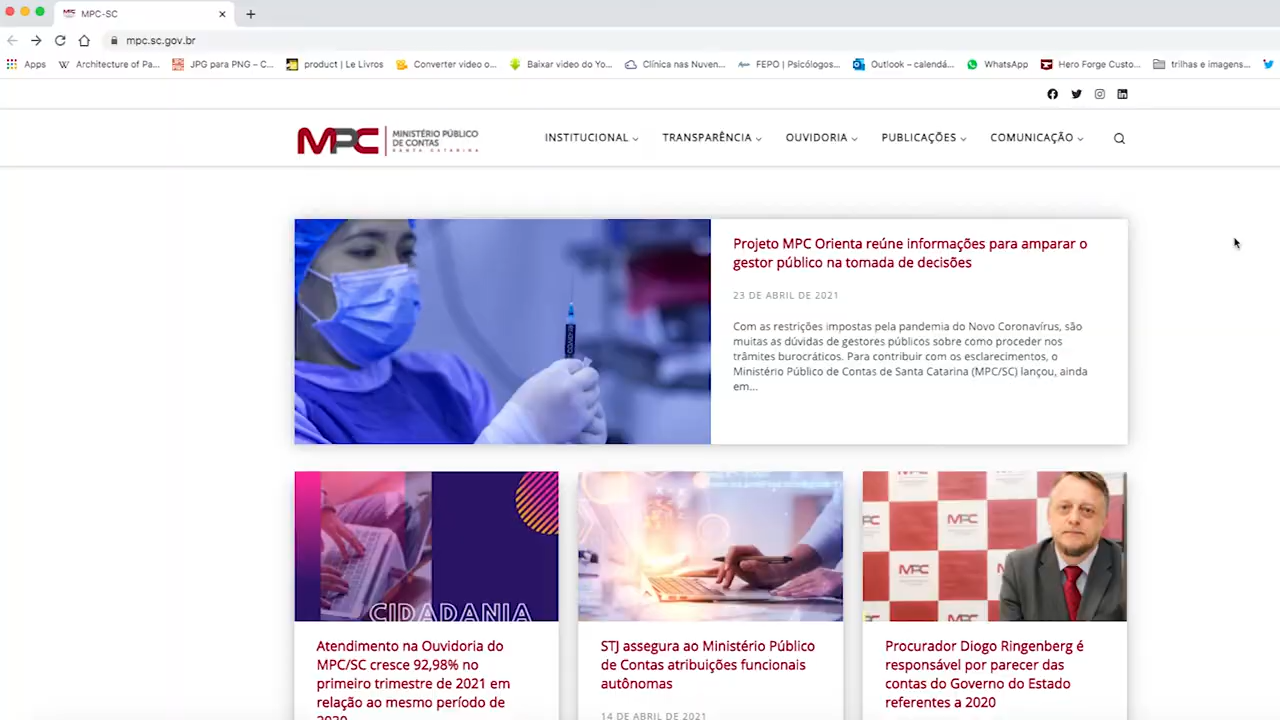 MPC-SC
mpc.sc.gov.br
Apps
Architecture of Pa...
JPG para PNG – C...
product | Le Livros
Converter video o...
Baixar video do Yo...
Clínica nas Nuven...
FEPO | Psicólogos...
Outlook – calendá...
WhatsApp
Hero Forge Custo...
trilhas e imagens...
MPC MINISTÉRIO PÚBLICO
DE CONTAS
SANTA CATARINA
INSTITUCIONAL
TRANSPARÊNCIA
OUVIDORIA
PUBLICAÇÕES
COMUNICAÇÃO
Projeto MPC Orienta reúne informações para amparar o
gestor público na tomada de decisões
23 DE ABRIL DE 2021
Com as restrições impostas pela pandemia do Novo Coronavírus, são
muitas as dúvidas de gestores públicos sobre como proceder nos
trâmites burocráticos. Para contribuir com os esclarecimentos, o
Ministério Público de Contas de Santa Catarina (MPC/SC) lançou, ainda
em...
CIDADANIA
MPC
MPC
MPC
Atendimento na Ouvidoria do
MPC/SC cresce 92,98% no
primeiro trimestre de 2021 em
relação ao mesmo período de
2020
STJ assegura ao Ministério Público
de Contas atribuições funcionais
autônomas
14 DE ABRIL DE 2021
Procurador Diogo Ringenberg é
responsável por parecer das
contas do Governo do Estado
referentes a 2020